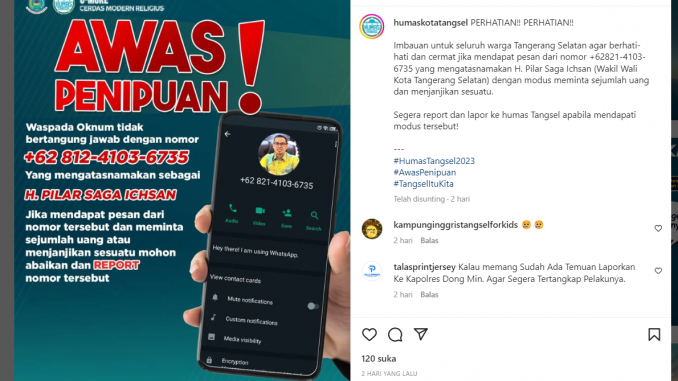 C-MORE
CERDAS MODERN RELIGIUS
AWAS
PENIPUAN!
Waspada Oknum tidak
bertangung jawab dengan nomor
+62 812-4103-6735
Yang mengatasnamakan sebagai
H. PILAR SAGA ICHSAN
Jika mendapat pesan dari
nomor tersebut dan meminta
sejumlah uang atau
menjanjikan sesuatu mohon
abaikan dan REPORT
nomor tersebut
+62 821-4103-6735
Audio
Video
Save
Search
Hey there! I am using WhatsApp.
View contact cards
Mute notifications
Custom notifications
Media visibility
Encryption
humaskotatangsel PERHATIAN!! PERHATIAN!!
Imbauan untuk seluruh warga Tangerang Selatan agar berhati-
hati dan cermat jika mendapat pesan dari nomor +62821-4103-
6735 yang mengatasnamakan H. Pilar Saga Ichsan (Wakil Wali
Kota Tangerang Selatan) dengan modus meminta sejumlah uang
dan menjanjikan sesuatu.
Segera report dan lapor ke humas Tangsel apabila mendapati
modus tersebut!
---
#HumasTangsel2023
#AwasPenipuan
#TangselItuKita
Telah disunting · 2 hari
kampunginggristangselforkids 😢 😢
2 hari Balas
talasprintjersey Kalau memang Sudah Ada Temuan Laporkan
Ke Kapolres Dong Min. Agar Segera Tertangkap Pelakunya.
2 hari Balas
120 suka
2 HARI YANG LALU